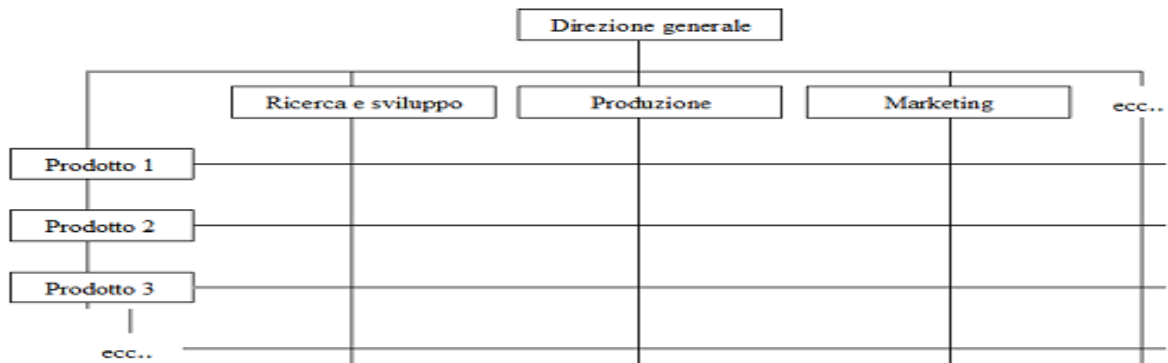 Direzione generale
Ricerca e sviluppo
Produzione
Marketing
ecc..
Prodotto 1
Prodotto 2
Prodotto 3
ecc..